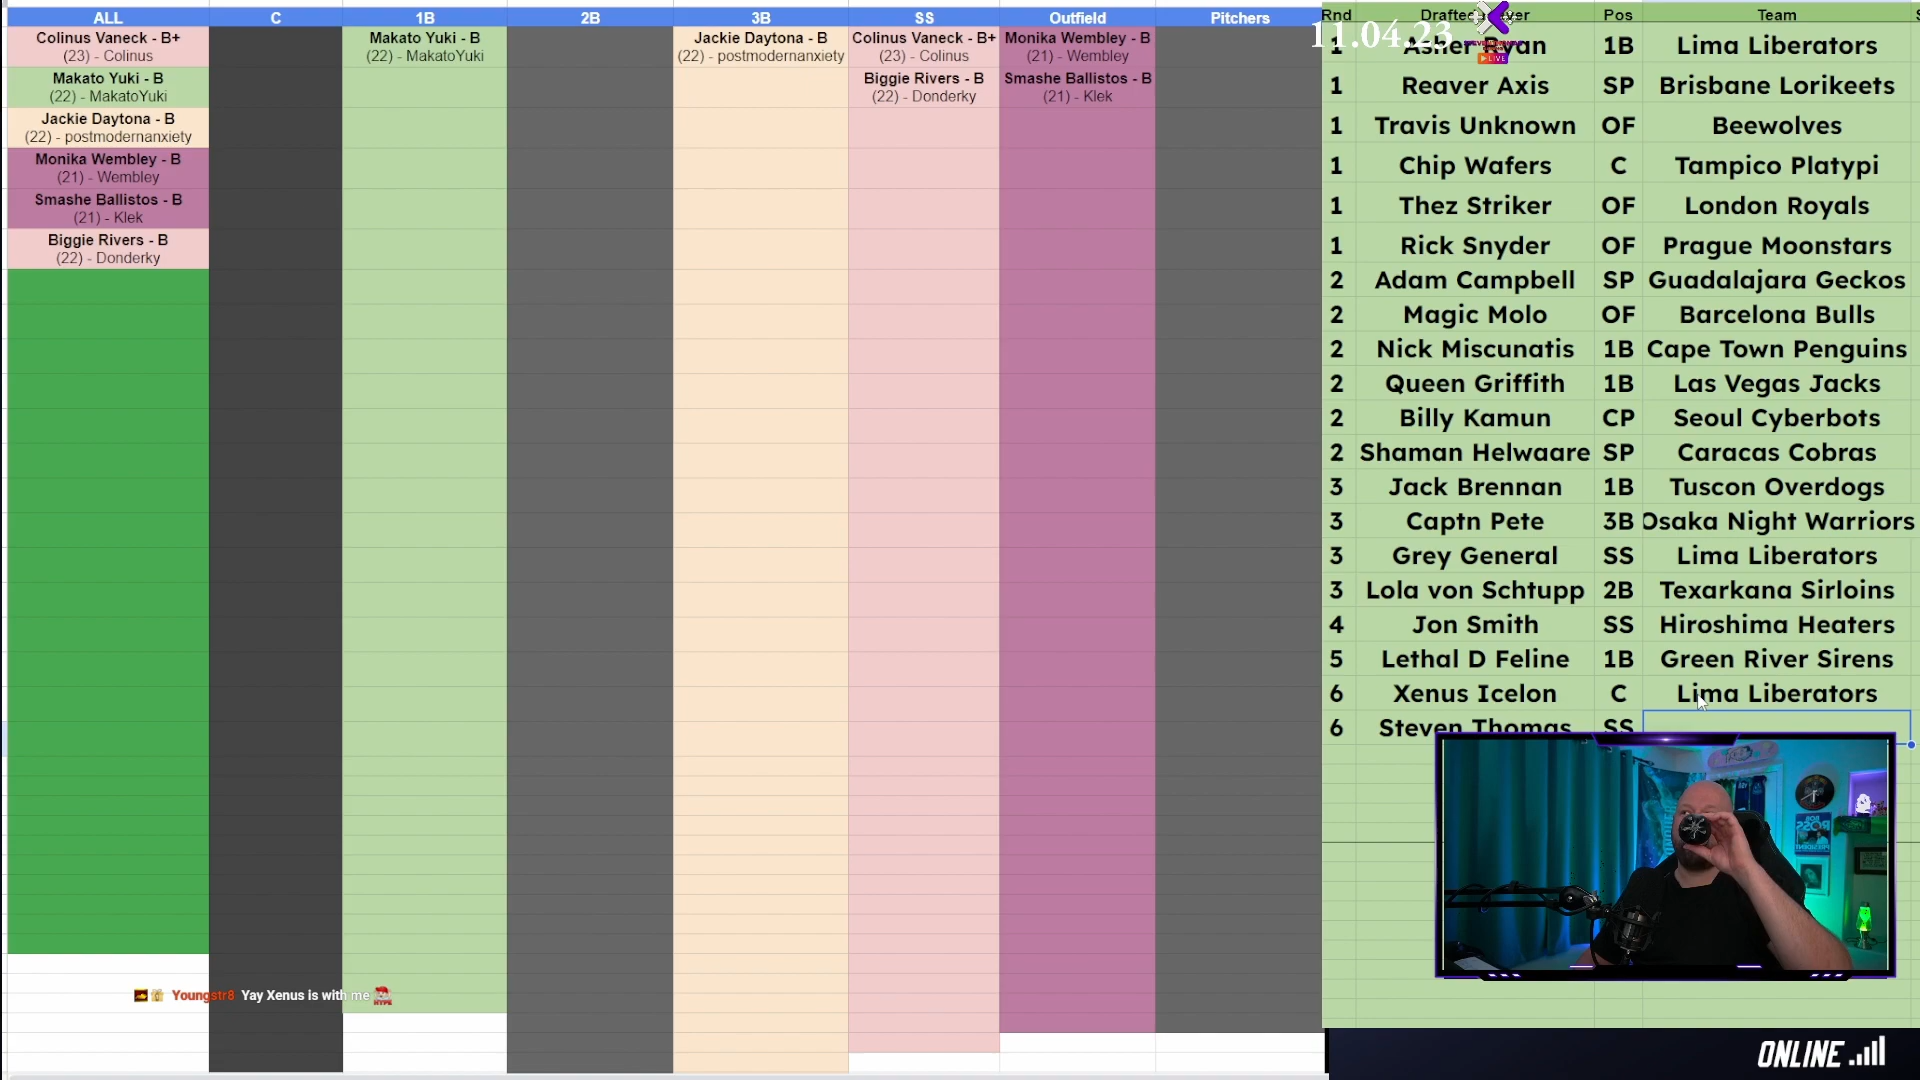 ALL C 1B 2B 3B SS Outfield Pitchers
Colinus Vaneck - B+
(23) - Colinus
Makato Yuki - B
(22) - MakatoYuki
Jackie Daytona - B
(22) - postmodernanxiety
Monika Wembley - B
(21) - Wembley
Smashe Ballistos - B
(21) - Klek
Biggie Rivers - B
(22) - Donderky
Makato Yuki - B
(22) - MakatoYuki
Jackie Daytona - B
(22) - postmodernanxiety
Colinus Vaneck - B+
(23) - Colinus
Biggie Rivers - B
(22) - Donderky
Monika Wembley - B
(21) - Wembley
Smashe Ballistos - B
(21) - Klek
Rnd Pos Team
11.04.23
LIVE
1 Asher Ryan 1B Lima Liberators
1 Reaver Axis SP Brisbane Lorikeets
1 Travis Unknown OF Beewolves
1 Chip Wafers C Tampico Platypi
1 Thez Striker OF London Royals
1 Rick Snyder OF Prague Moonstars
2 Adam Campbell SP Guadalajara Geckos
2 Magic Molo OF Barcelona Bulls
2 Nick Miscunatis 1B Cape Town Penguins
2 Queen Griffith 1B Las Vegas Jacks
2 Billy Kamun CP Seoul Cyberbots
2 Shaman Helwaare SP Caracas Cobras
3 Jack Brennan 1B Tuscon Overdogs
3 Captn Pete 3B Osaka Night Warriors
3 Grey General SS Lima Liberators
3 Lola von Schtupp 2B Texarkana Sirloins
4 Jon Smith SS Hiroshima Heaters
5 Lethal D Feline 1B Green River Sirens
6 Xenus Icelon C Lima Liberators
6 Steven Thomas SS
Youngstr8 Yay Xenus is with me HYPE
ONLINE